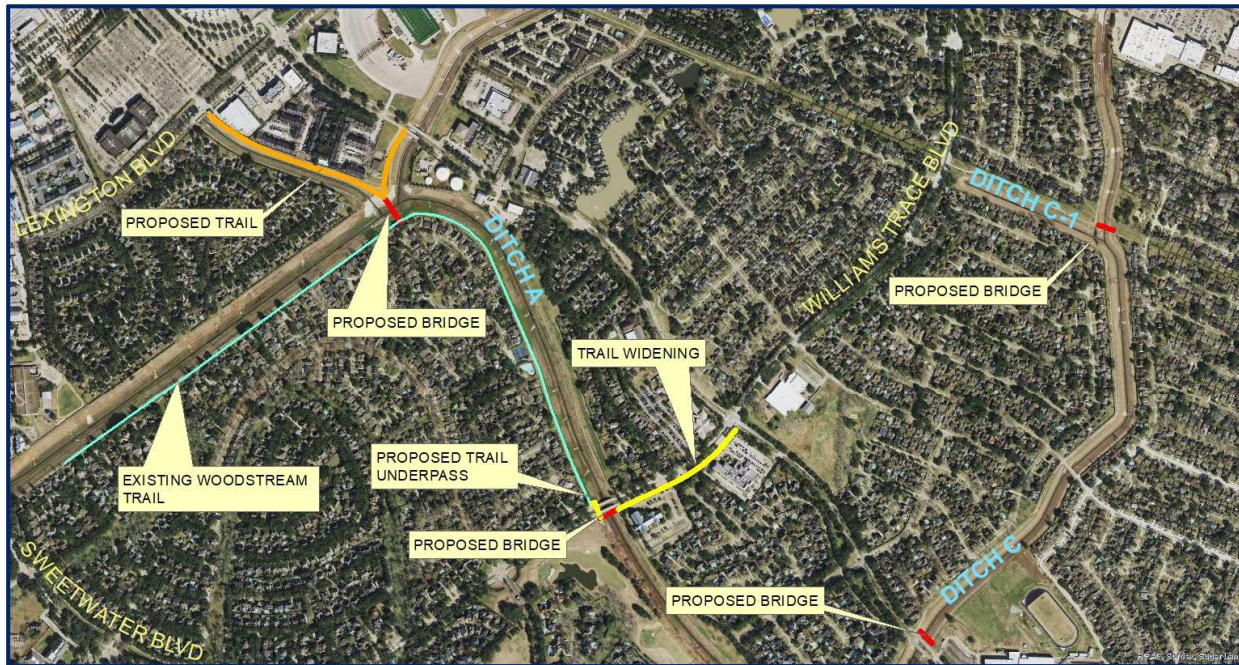 LEXINGTON BLVD
PROPOSED TRAIL
DITCH A
PROPOSED BRIDGE
WILLIAMS TRACE BLVD
DITCH C-1
PROPOSED BRIDGE
TRAIL WIDENING
EXISTING WOODSTREAM
TRAIL
PROPOSED TRAIL
UNDERPASS
PROPOSED BRIDGE
SWEETWATER BLVD
DITCH C
PROPOSED BRIDGE